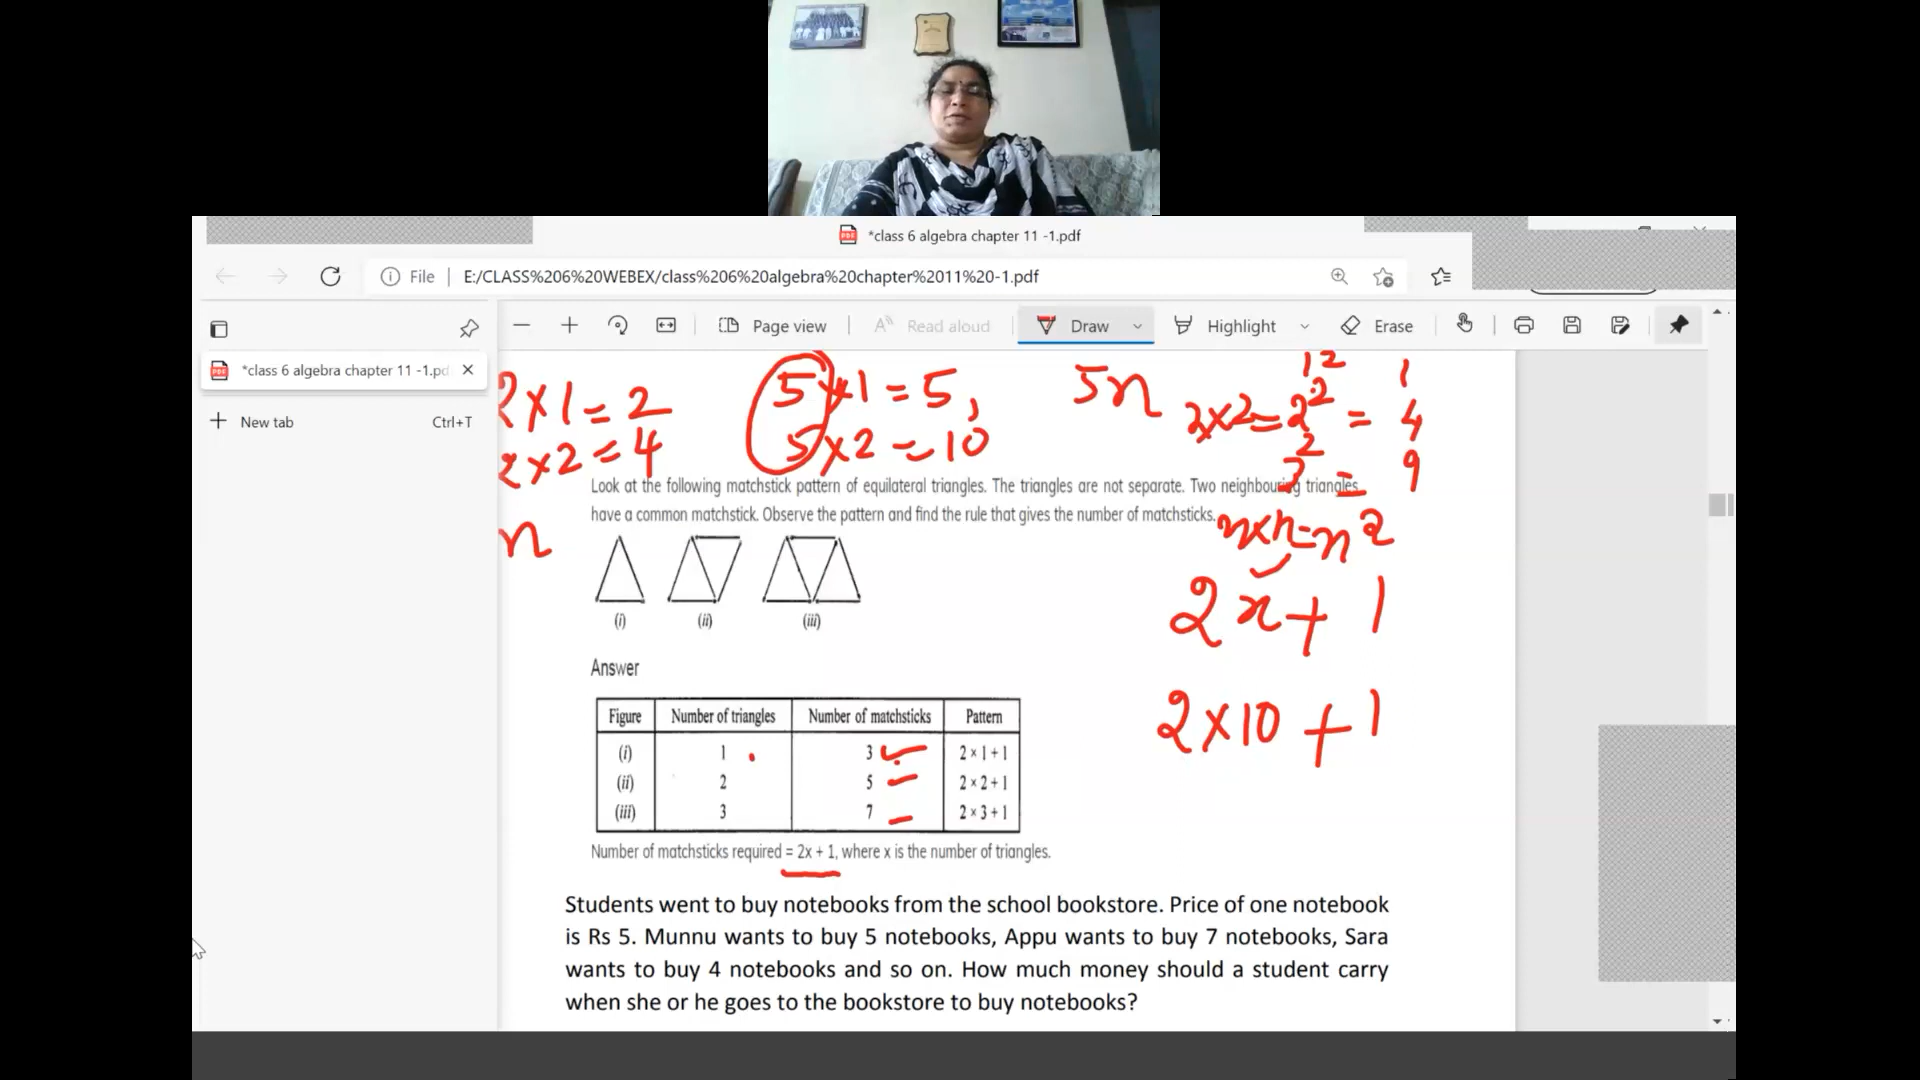 *class 6 algebra chapter 11 -1.pdf
File | E:/CLASS%206%20WEBEX/class%206%20algebra%20chapter%2011%20-1.pdf
Page view
Read aloud
Draw
Highlight
Erase
*class 6 algebra chapter 11 -1.pd
New tab Ctrl+T
2×1=2
5×1=5,
5n
1² 1
2×2=4
5×2=10
2×2=2² = 4
3² = 9
Look at the following matchstick pattern of equilateral triangles. The triangles are not separate. Two neighbouring triangles
have a common matchstick. Observe the pattern and find the rule that gives the number of matchsticks.
n
n×n=n²
(i) (ii) (iii)
2x+1
Answer
2×10+1
Figure Number of triangles Number of matchsticks Pattern
(i) 1 3 2 × 1 + 1
(ii) 2 5 2 × 2 + 1
(iii) 3 7 2 × 3 + 1
Number of matchsticks required = 2x + 1, where x is the number of triangles.
Students went to buy notebooks from the school bookstore. Price of one notebook
is Rs 5. Munnu wants to buy 5 notebooks, Appu wants to buy 7 notebooks, Sara
wants to buy 4 notebooks and so on. How much money should a student carry
when she or he goes to the bookstore to buy notebooks?